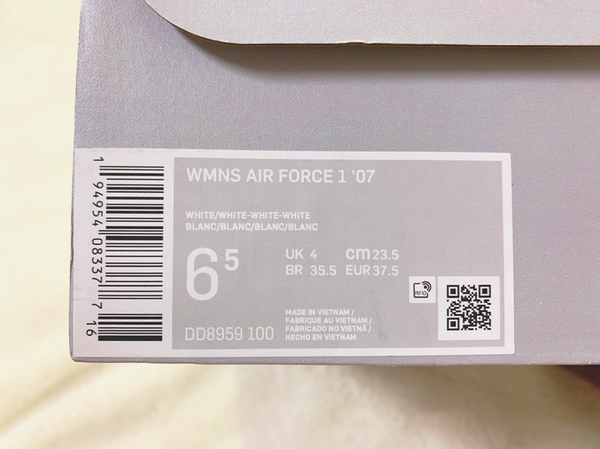 WMNS AIR FORCE 1 '07
WHITE/WHITE-WHITE-WHITE
BLANC/BLANC/BLANC/BLANC
6⁵
UK 4 cm 23.5
BR 35.5 EUR 37.5
MADE IN VIETNAM /
FABRIQUE AU VIETNAM /
FABRICADO NO VIETNÃ /
HECHO EN VIETNAM
DD8959 100
RFID
1 94954 08337 7 16